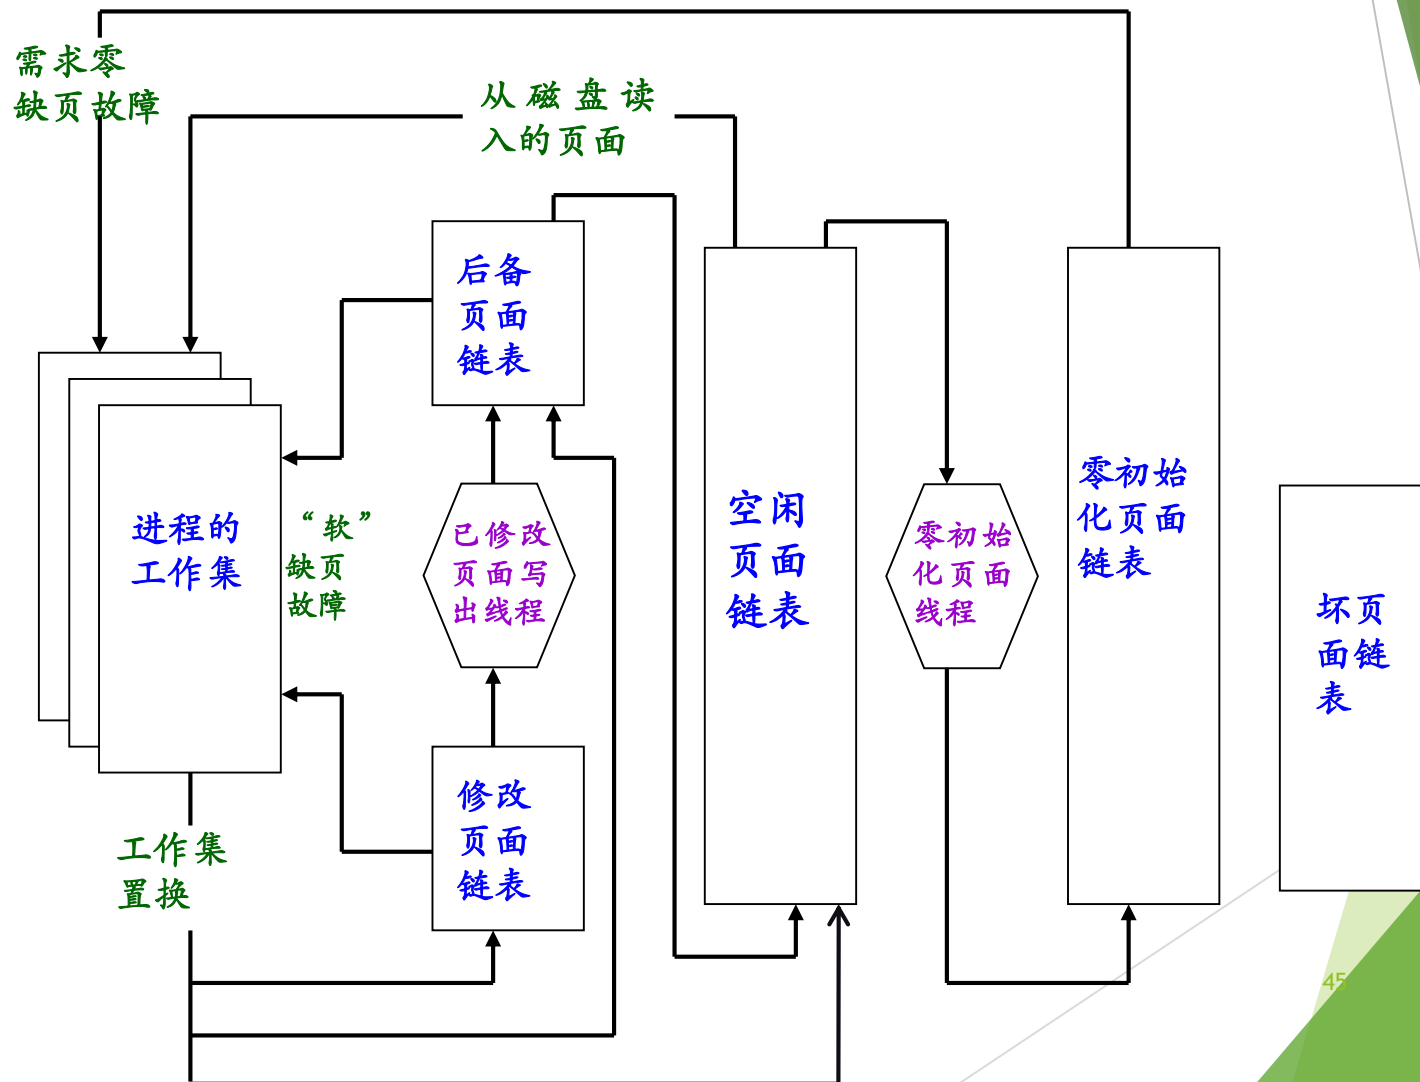 需求零
缺页故障
从磁盘读
入的页面
后备
页面
链表
进程的
工作集
“软”
缺页
故障
已修改
页面写
出线程
空闲
页面
链表
零初始
化页面
线程
零初始
化页面
链表
坏页
面链
表
修改
页面
链表
工作集
置换
45